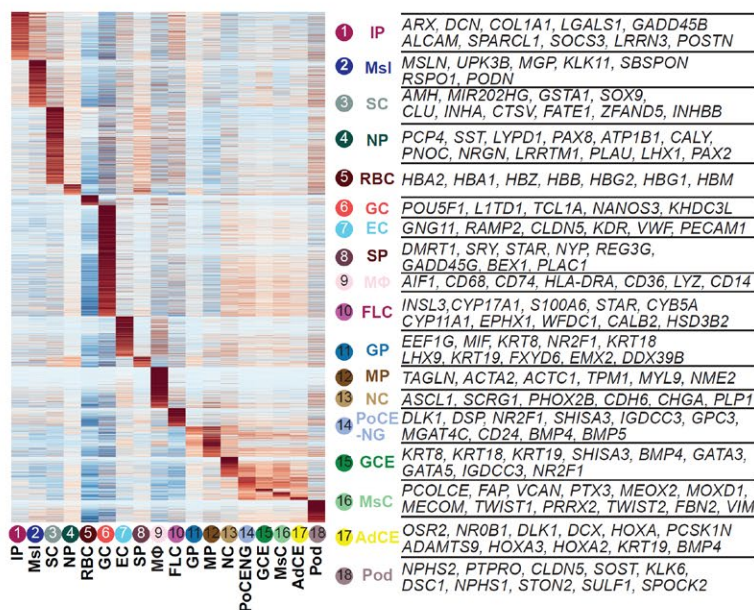 1 IP ARX, DCN, COL1A1, LGALS1, GADD45B
ALCAM, SPARCL1, SOCS3, LRRN3, POSTN
2 Msl MSLN, UPK3B, MGP, KLK11, SBSPON
RSPO1, PODN
3 SC AMH, MIR202HG, GSTA1, SOX9,
CLU, INHA, CTSV, FATE1, ZFAND5, INHBB
4 NP PCP4, SST, LYPD1, PAX8, ATP1B1, CALY,
PNOC, NRGN, LRRTM1, PLAU, LHX1, PAX2
5 RBC HBA2, HBA1, HBZ, HBB, HBG2, HBG1, HBM
6 GC POU5F1, L1TD1, TCL1A, NANOS3, KHDC3L
7 EC GNG11, RAMP2, CLDN5, KDR, VWF, PECAM1
8 SP DMRT1, SRY, STAR, NYP, REG3G,
GADD45G, BEX1, PLAC1
9 MΦ AIF1, CD68, CD74, HLA-DRA, CD36, LYZ, CD14
10 FLC INSL3,CYP17A1, S100A6, STAR, CYB5A
CYP11A1, EPHX1, WFDC1, CALB2, HSD3B2
11 GP EEF1G, MIF, KRT8, NR2F1, KRT18
LHX9, KRT19, FXYD6, EMX2, DDX39B
12 MP TAGLN, ACTA2, ACTC1, TPM1, MYL9, NME2
13 NC ASCL1, SCRG1, PHOX2B, CDH6, CHGA, PLP1
14 PoCE-NG DLK1, DSP, NR2F1, SHISA3, IGDCC3, GPC3,
MGAT4C, CD24, BMP4, BMP5
15 GCE KRT8, KRT18, KRT19, SHISA3, BMP4, GATA3,
GATA5, IGDCC3, NR2F1
16 MsC PCOLCE, FAP, VCAN, PTX3, MEOX2, MOXD1,
MECOM, TWIST1, PRRX2, TWIST2, FBN2, VIM
17 AdCE OSR2, NR0B1, DLK1, DCX, HOXA, PCSK1N
ADAMTS9, HOXA3, HOXA2, KRT19, BMP4
18 Pod NPHS2, PTPRO, CLDN5, SOST, KLK6,
DSC1, NPHS1, STON2, SULF1, SPOCK2
1 2 3 4 5 6 7 8 9 10 11 12 13 14 15 16 17 18
IP Msl SC NP RBC GC EC SP MΦ FLC GP MP NC PoCENG GCE MsC AdCE Pod